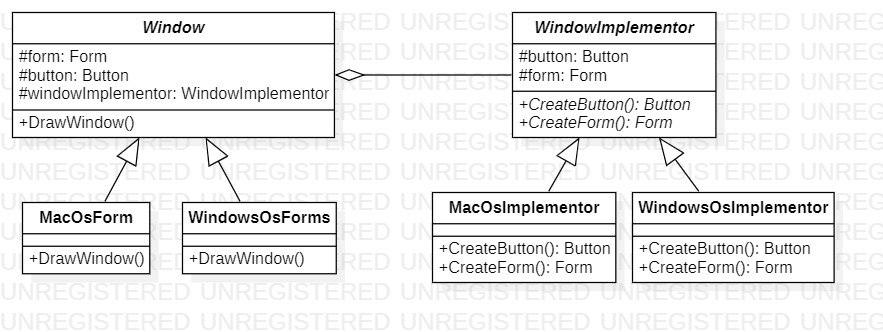 Window
#form: Form
#button: Button
#windowImplementor: WindowImplementor
+DrawWindow()
WindowImplementor
#button: Button
#form: Form
+CreateButton(): Button
+CreateForm(): Form
MacOsForm
+DrawWindow()
WindowsOsForms
+DrawWindow()
MacOsImplementor
+CreateButton(): Button
+CreateForm(): Form
WindowsOsImplementor
+CreateButton(): Button
+CreateForm(): Form
UNREGISTERED UNREGISTERED UNREGISTERED UNREGISTERED UNREGISTERED